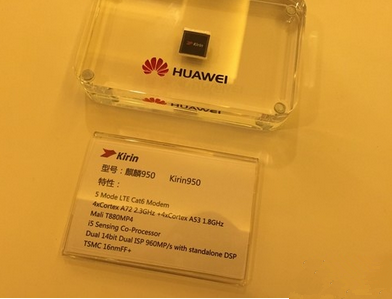 HUAWEI
Kirin
型号：麒麟950 Kirin950
特性：
5 Mode LTE Cat6 Modem
4xCortex A72 2.3GHz +4xCortex A53 1.8GHz
Mali T880MP4
i5 Sensing Co-Processor
Dual 14bit Dual ISP 960MP/s with standalone DSP
TSMC 16nmFF+